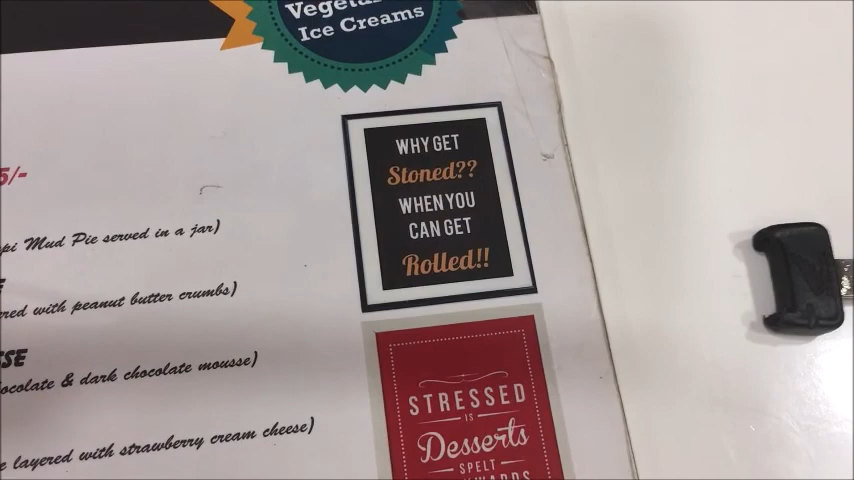 Ice Creams
5/-
pi Mud Pie served in a jar)
red with peanut butter crumbs)
SSE
ocolate & dark chocolate mousse)
e layered with strawberry cream cheese)
WHY GET
Stoned??
WHEN YOU
CAN GET
Rolled!!
STRESSED
IS
Desserts
SPELT